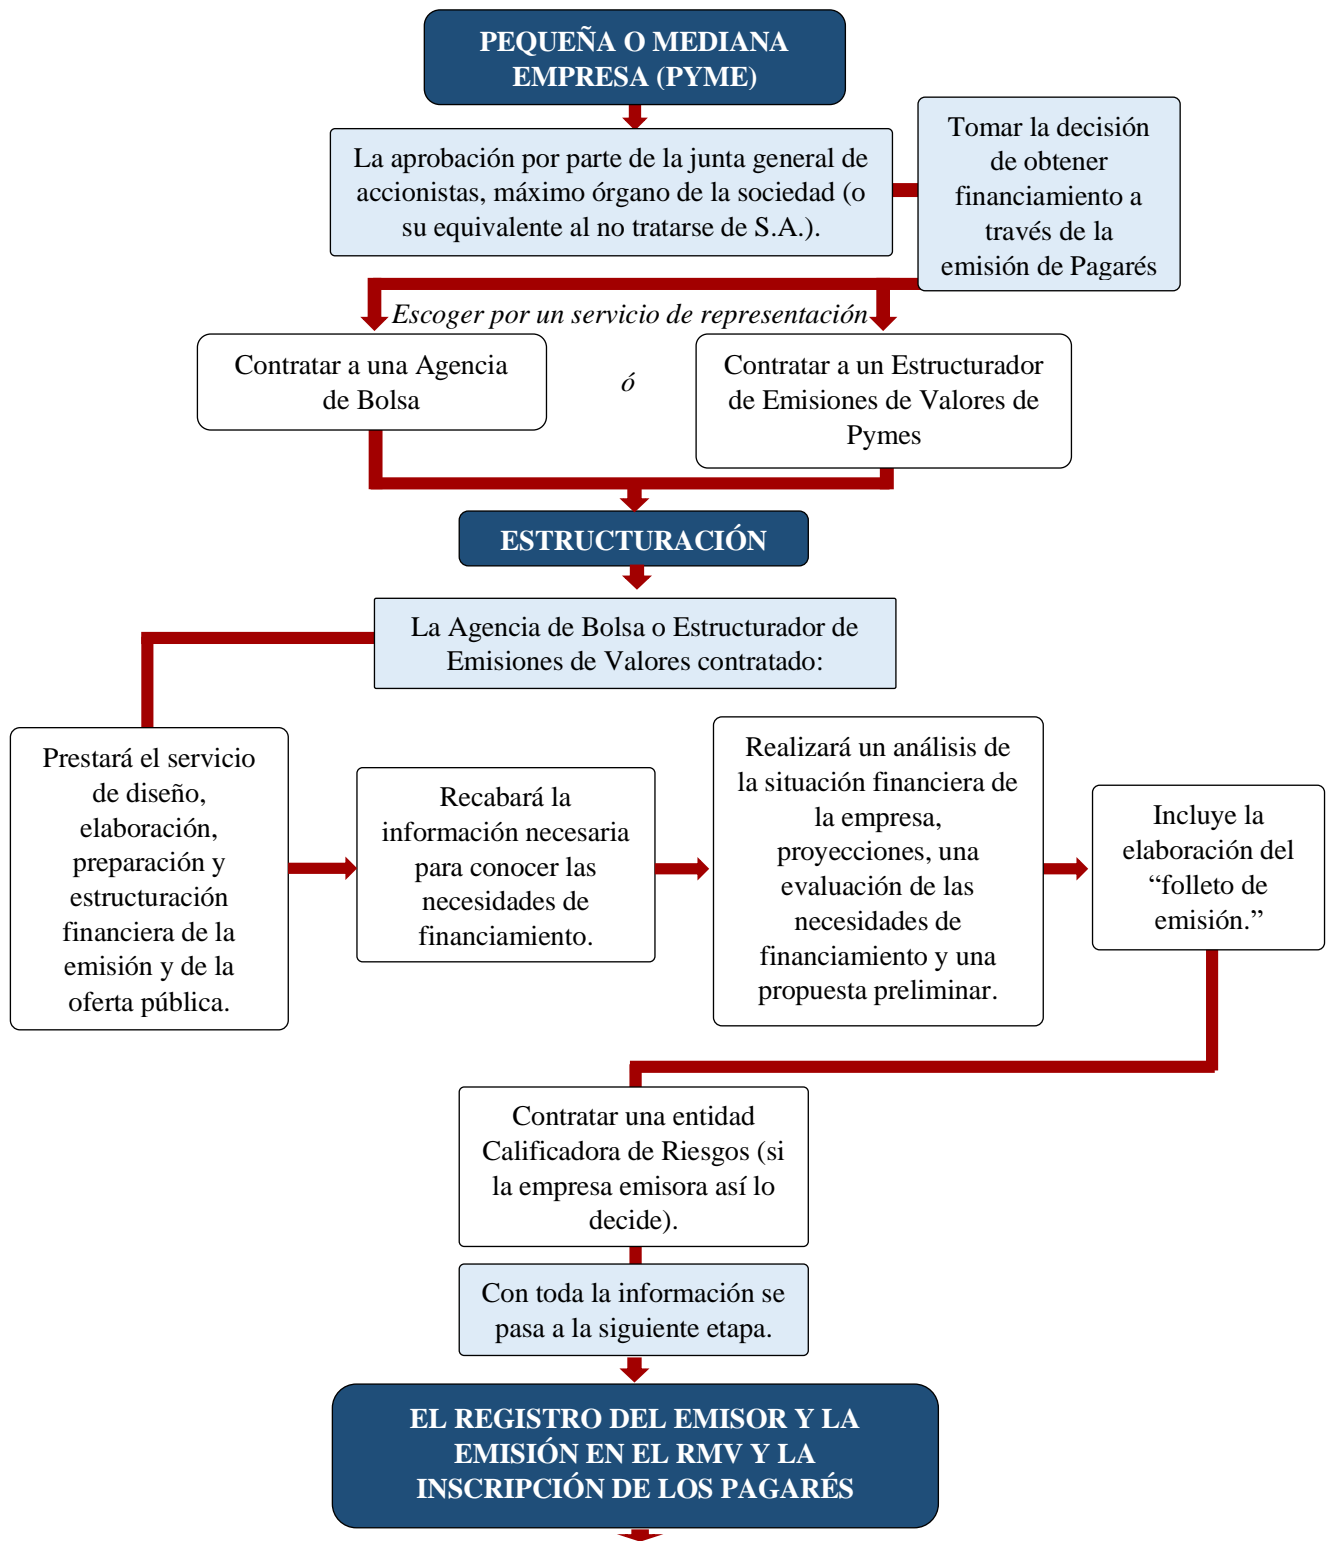 PEQUEÑA O MEDIANA
EMPRESA (PYME)
La aprobación por parte de la junta general de
accionistas, máximo órgano de la sociedad (o
su equivalente al no tratarse de S.A.).
Tomar la decisión
de obtener
financiamiento a
través de la
emisión de Pagarés
Escoger por un servicio de representación
Contratar a una Agencia
de Bolsa
ó
Contratar a un Estructurador
de Emisiones de Valores de
Pymes
ESTRUCTURACIÓN
La Agencia de Bolsa o Estructurador de
Emisiones de Valores contratado:
Prestará el servicio
de diseño,
elaboración,
preparación y
estructuración
financiera de la
emisión y de la
oferta pública.
Recabará la
información necesaria
para conocer las
necesidades de
financiamiento.
Realizará un análisis de
la situación financiera de
la empresa,
proyecciones, una
evaluación de las
necesidades de
financiamiento y una
propuesta preliminar.
Incluye la
elaboración del
“folleto de
emisión.”
Contratar una entidad
Calificadora de Riesgos (si
la empresa emisora así lo
decide).
Con toda la información se
pasa a la siguiente etapa.
EL REGISTRO DEL EMISOR Y LA
EMISIÓN EN EL RMV Y LA
INSCRIPCIÓN DE LOS PAGARÉS